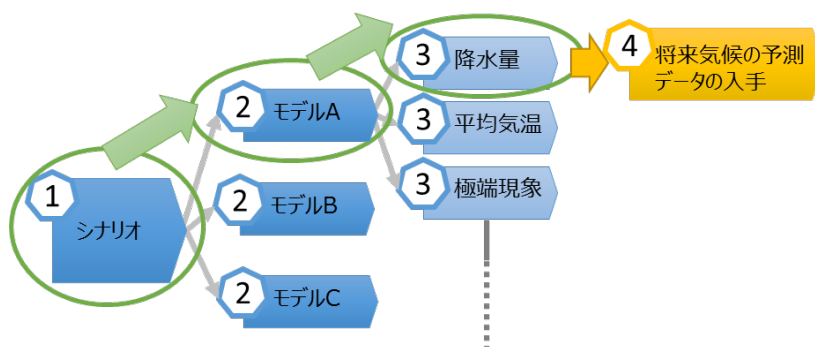 1
シナリオ
2
モデルA
2
モデルB
2
モデルC
3
降水量
3
平均気温
3
極端現象
4
将来気候の予測
データの入手